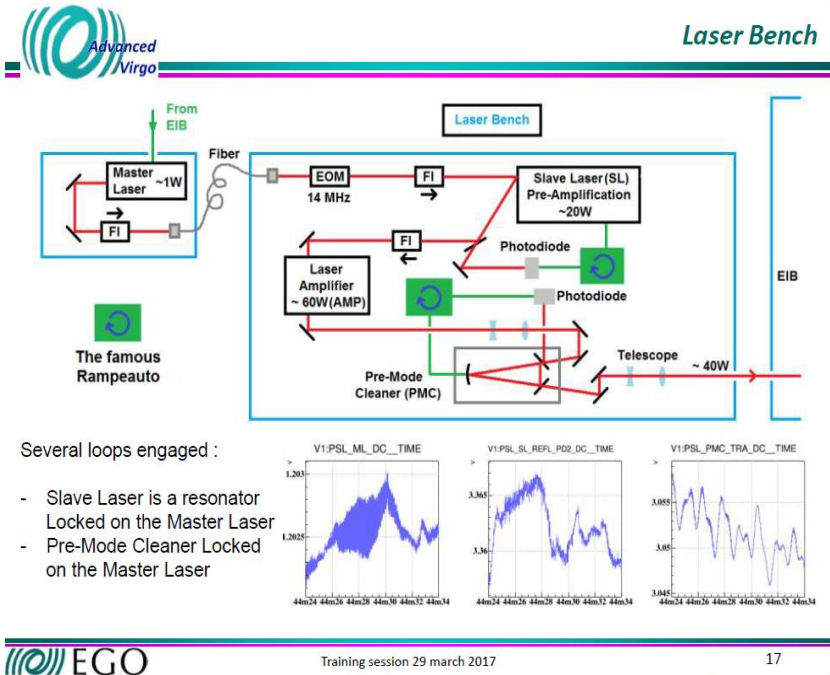 Advanced
Virgo
Laser Bench
From
EIB
Laser Bench
Fiber
Master
Laser
~1W
FI
EOM
14 MHz
FI
Slave Laser(SL)
Pre-Amplification
~20W
FI
Photodiode
Laser
Amplifier
~ 60W(AMP)
Photodiode
EIB
The famous
Rampeauto
Pre-Mode
Cleaner (PMC)
Telescope
~ 40W
Several loops engaged :
- Slave Laser is a resonator
Locked on the Master Laser
- Pre-Mode Cleaner Locked
on the Master Laser
V1:PSL_ML_DC__TIME
1.203
1.2025
44m24 44m26 44m28 44m30 44m32 44m34
V1:PSL_SL_REFL_PD2_DC__TIME
3.365
3.36
44m24 44m26 44m28 44m30 44m32 44m34
V1:PSL_PMC_TRA_DC__TIME
3.055
3.05
3.045
44m24 44m26 44m28 44m30 44m32 44m34
EGO
Training session 29 march 2017
17